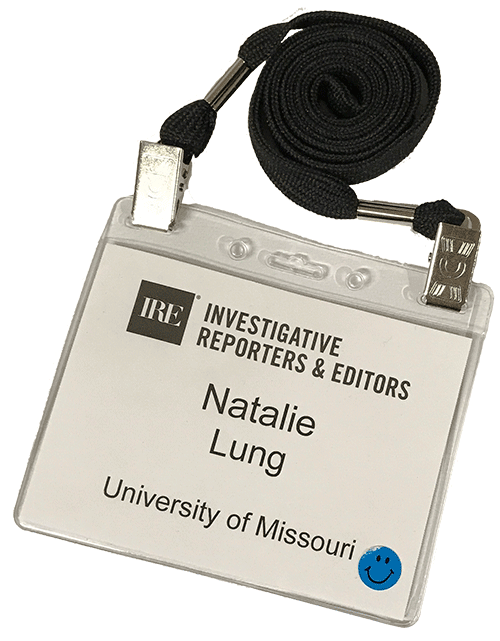 IRE® INVESTIGATIVE
REPORTERS & EDITORS
Natalie
Lung
University of Missouri